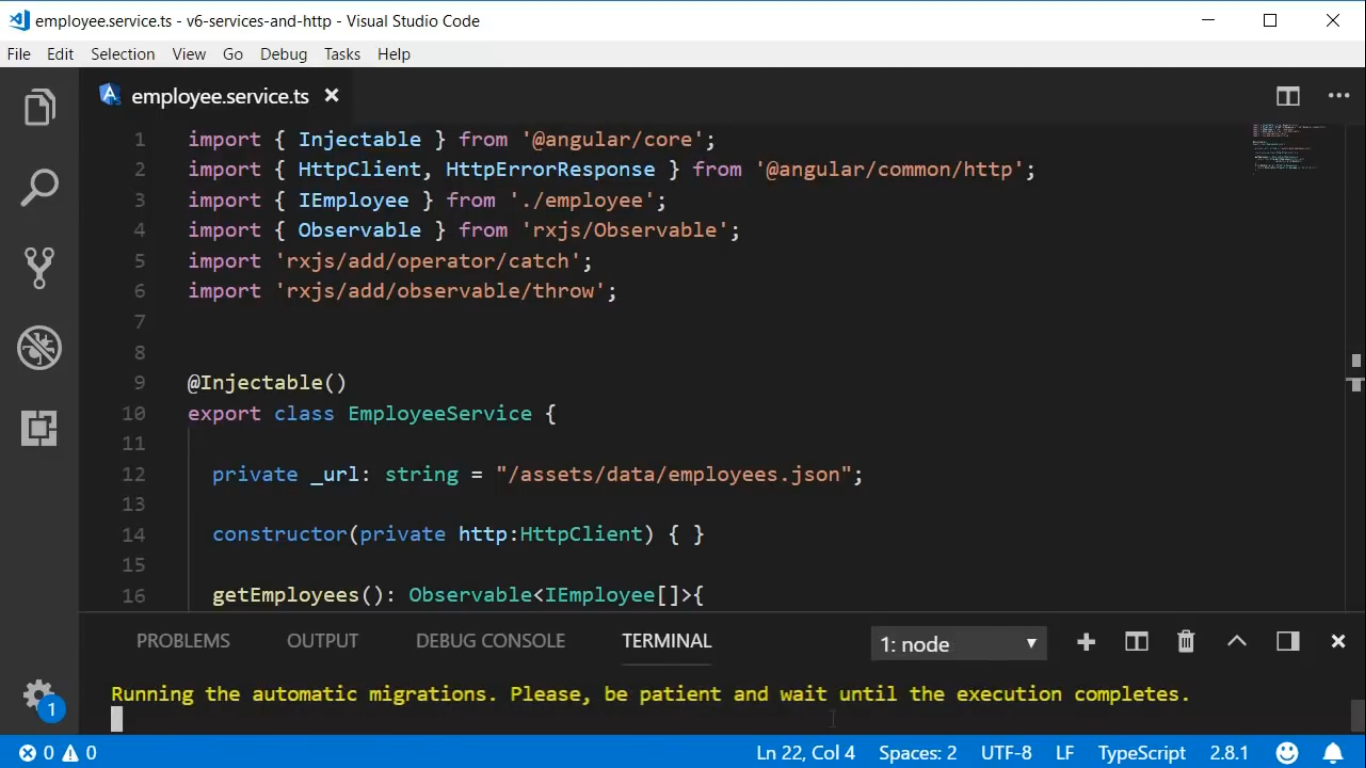 employee.service.ts - v6-services-and-http - Visual Studio Code
File Edit Selection View Go Debug Tasks Help
employee.service.ts
1 import { Injectable } from '@angular/core';
2 import { HttpClient, HttpErrorResponse } from '@angular/common/http';
3 import { IEmployee } from './employee';
4 import { Observable } from 'rxjs/Observable';
5 import 'rxjs/add/operator/catch';
6 import 'rxjs/add/observable/throw';
7
8
9 @Injectable()
10 export class EmployeeService {
11
12 private _url: string = "/assets/data/employees.json";
13
14 constructor(private http:HttpClient) { }
15
16 getEmployees(): Observable<IEmployee[]>{
PROBLEMS OUTPUT DEBUG CONSOLE TERMINAL 1: node
Running the automatic migrations. Please, be patient and wait until the execution completes.
1
0 0 Ln 22, Col 4 Spaces: 2 UTF-8 LF TypeScript 2.8.1